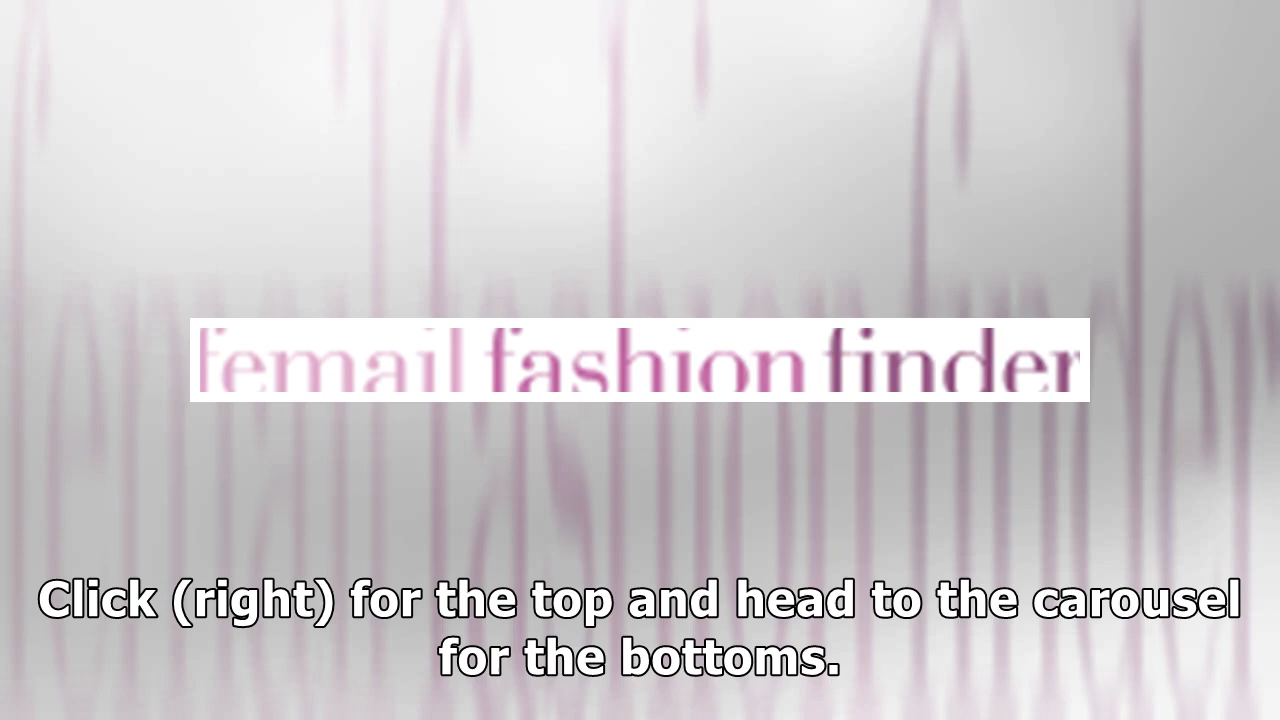 femail fashion finder
Click (right) for the top and head to the carousel
for the bottoms.